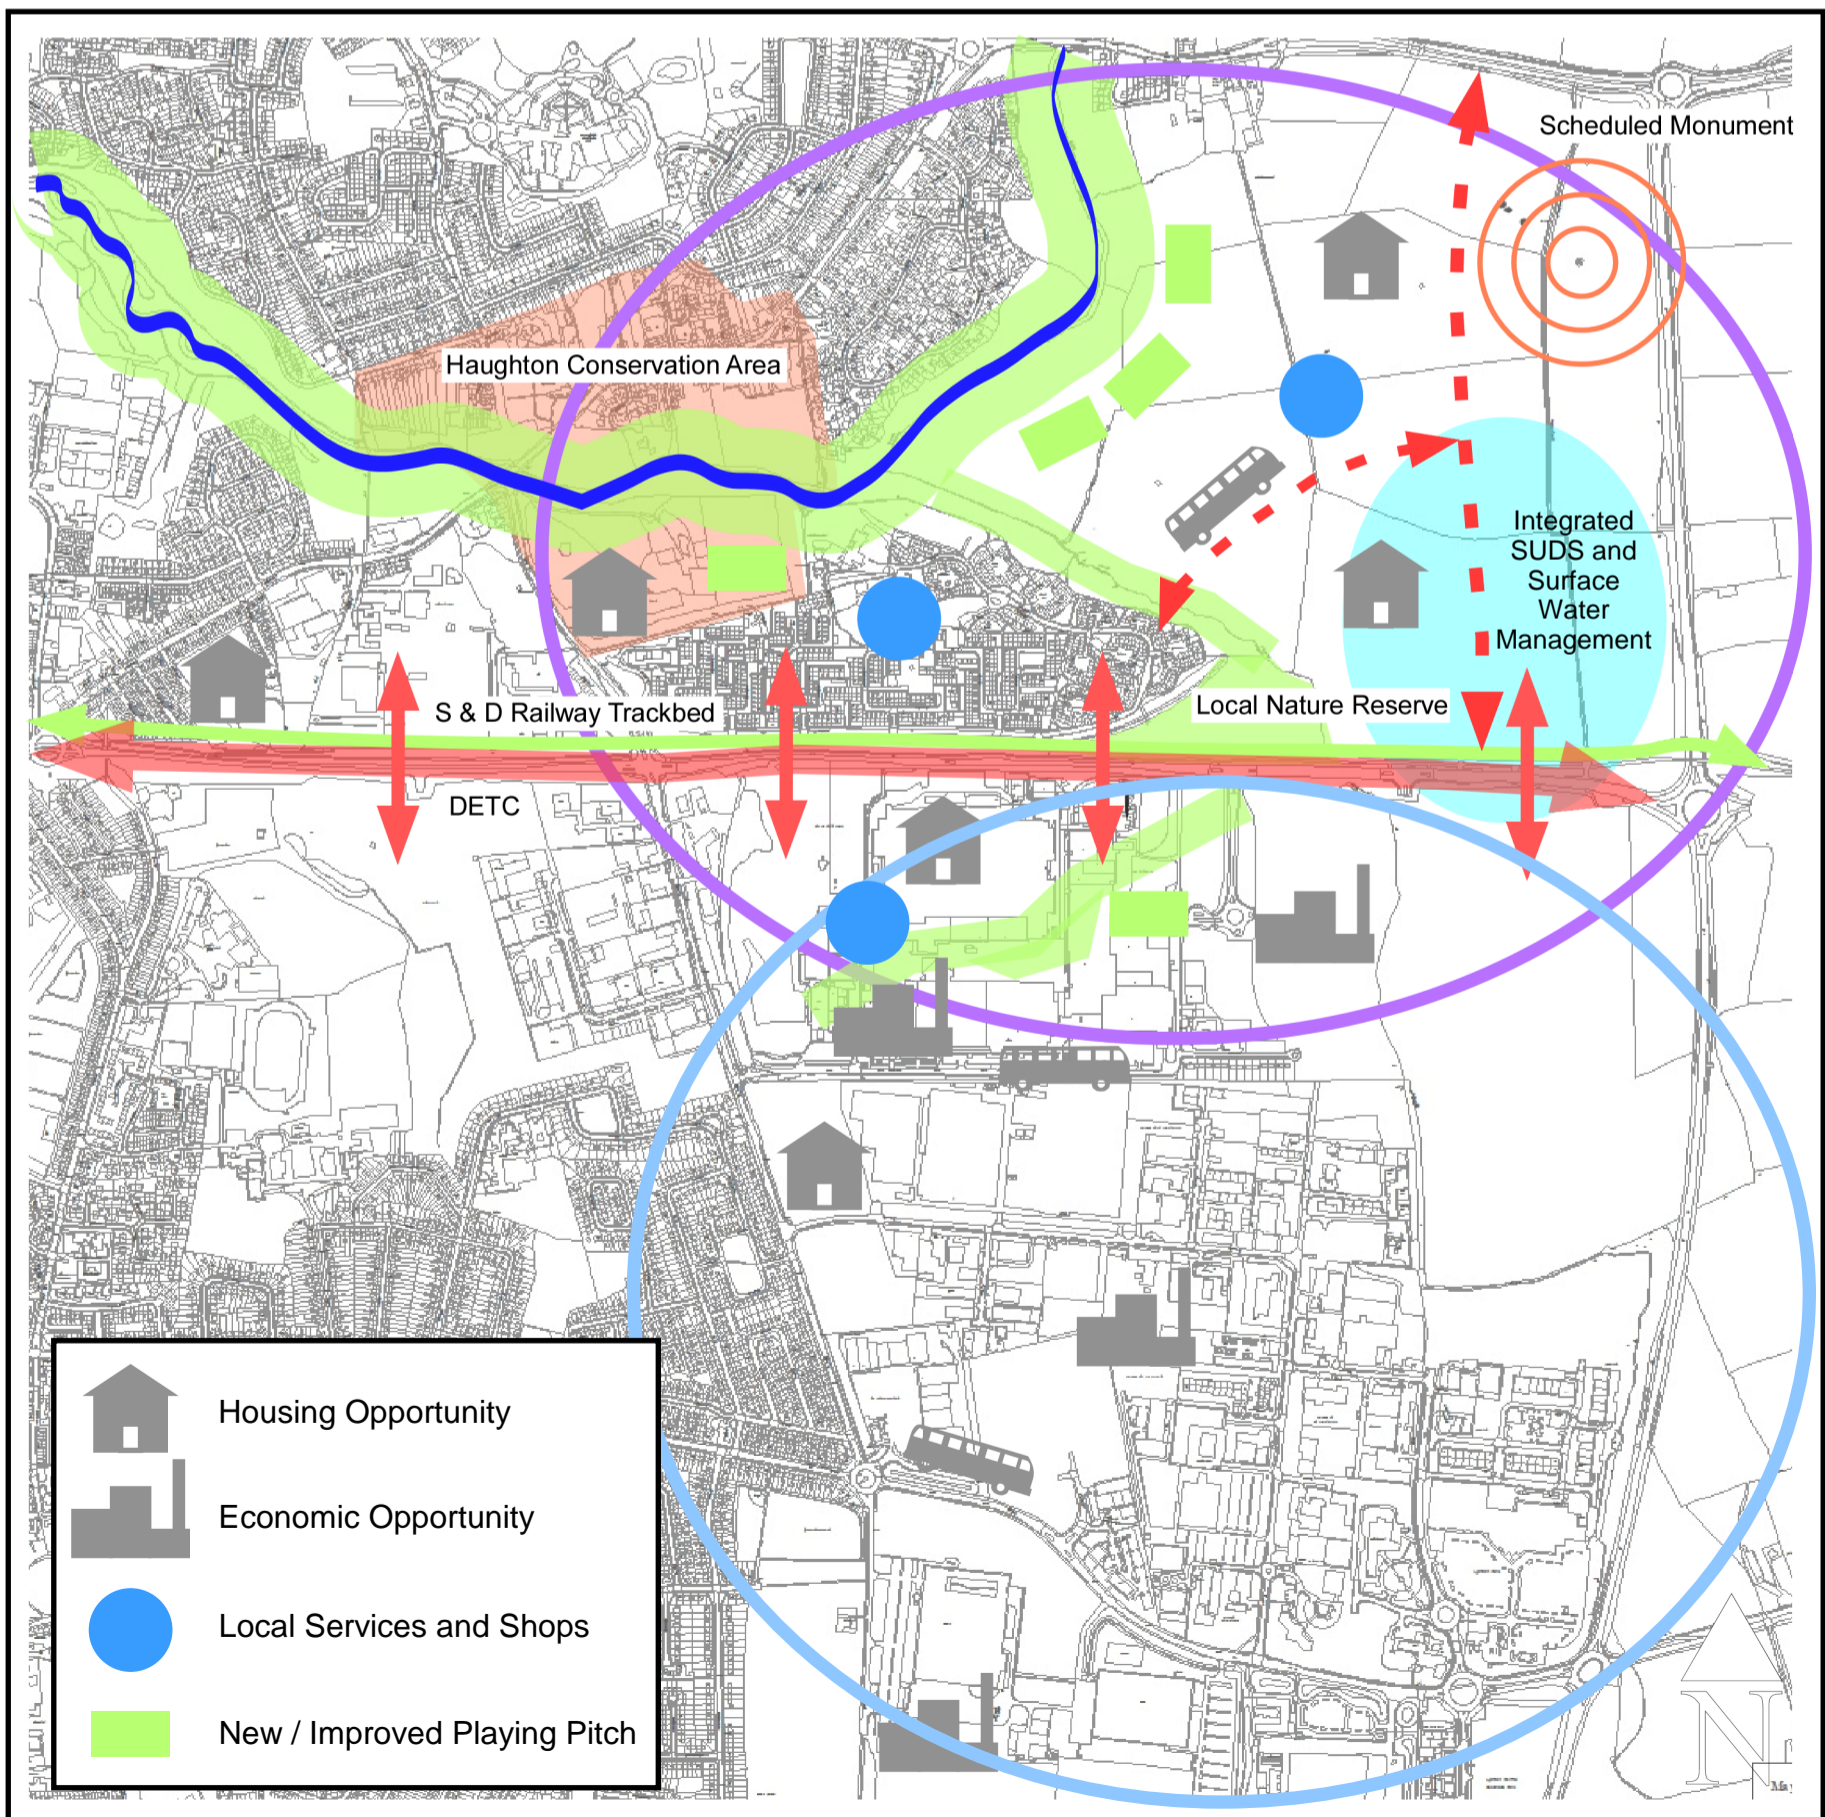 Scheduled Monument
Haughton Conservation Area
Integrated
SUDS and
Surface
Water
Management
Local Nature Reserve
S & D Railway Trackbed
DETC
Housing Opportunity
Economic Opportunity
Local Services and Shops
New / Improved Playing Pitch
N